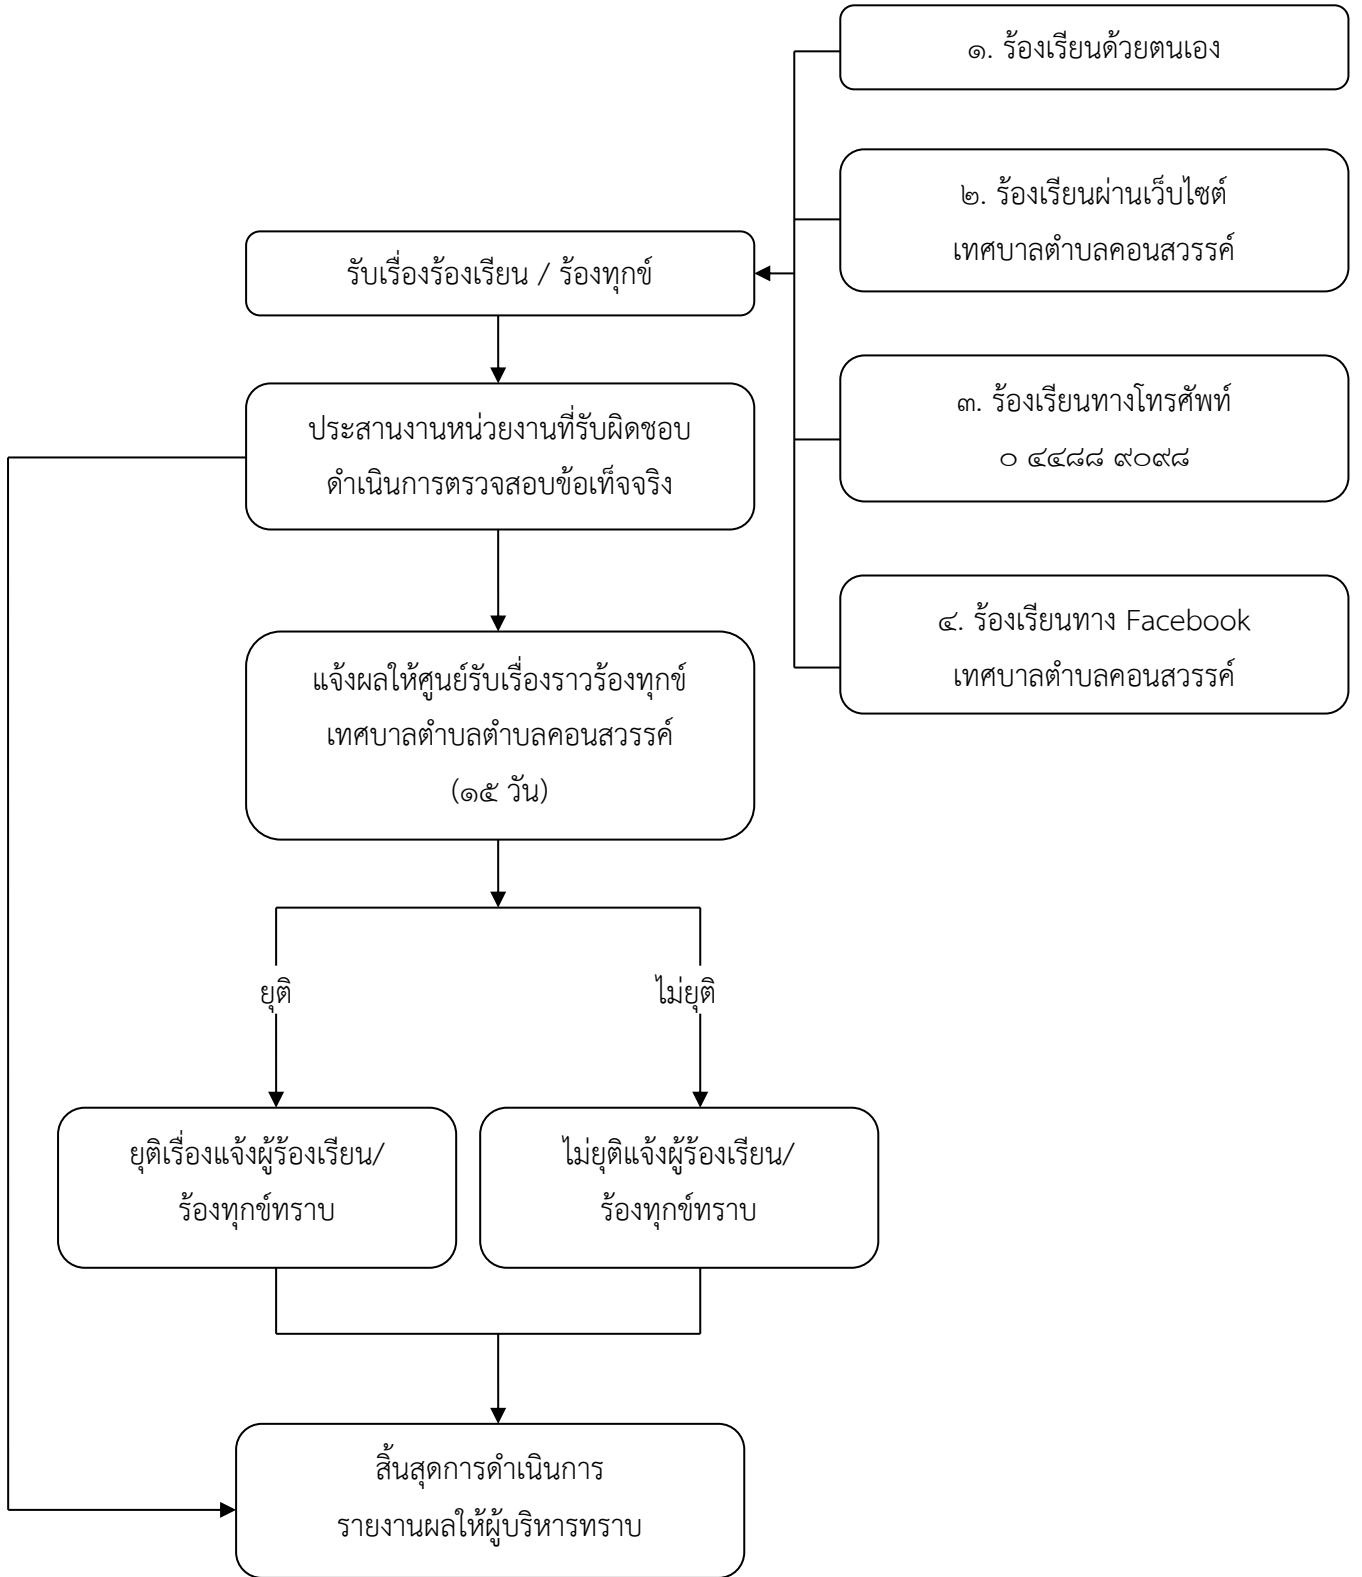 ๑. ร้องเรียนด้วยตนเอง
๒. ร้องเรียนผ่านเว็บไซต์
เทศบาลตำบลคอนสวรรค์
รับเรื่องร้องเรียน / ร้องทุกข์
๓. ร้องเรียนทางโทรศัพท์
๐ ๔๔๘๘ ๙๐๙๘
ประสานงานหน่วยงานที่รับผิดชอบ
ดำเนินการตรวจสอบข้อเท็จจริง
๔. ร้องเรียนทาง Facebook
เทศบาลตำบลคอนสวรรค์
แจ้งผลให้ศูนย์รับเรื่องราวร้องทุกข์
เทศบาลตำบลตำบลคอนสวรรค์
(๑๕ วัน)
ยุติ
ไม่ยุติ
ยุติเรื่องแจ้งผู้ร้องเรียน/
ร้องทุกข์ทราบ
ไม่ยุติแจ้งผู้ร้องเรียน/
ร้องทุกข์ทราบ
สิ้นสุดการดำเนินการ
รายงานผลให้ผู้บริหารทราบ